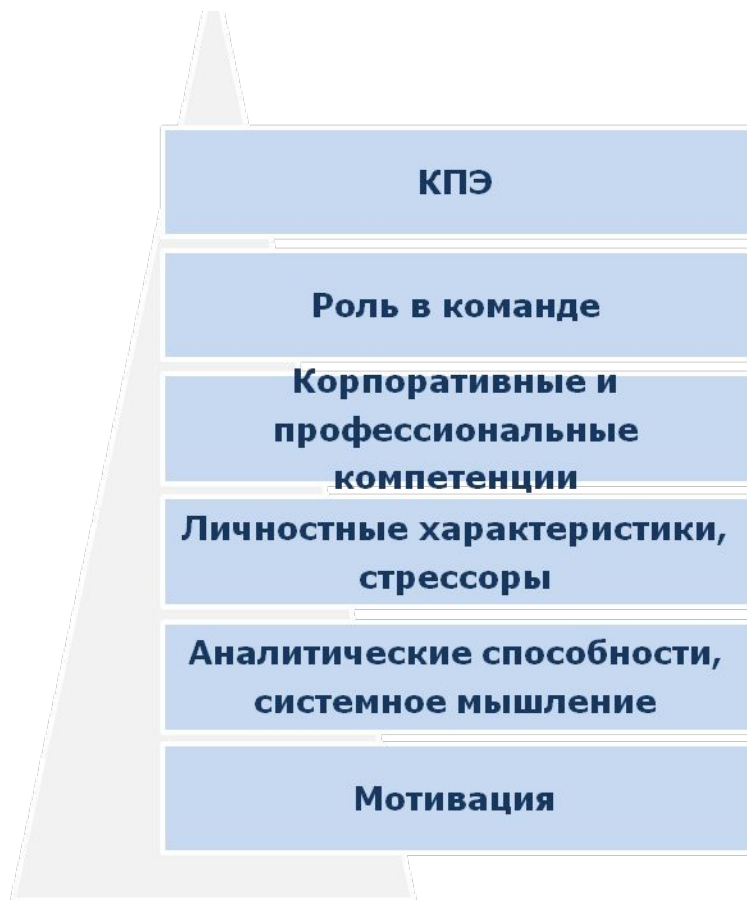 КПЭ
Роль в команде
Корпоративные и
профессиональные
компетенции
Личностные характеристики,
стрессоры
Аналитические способности,
системное мышление
Мотивация